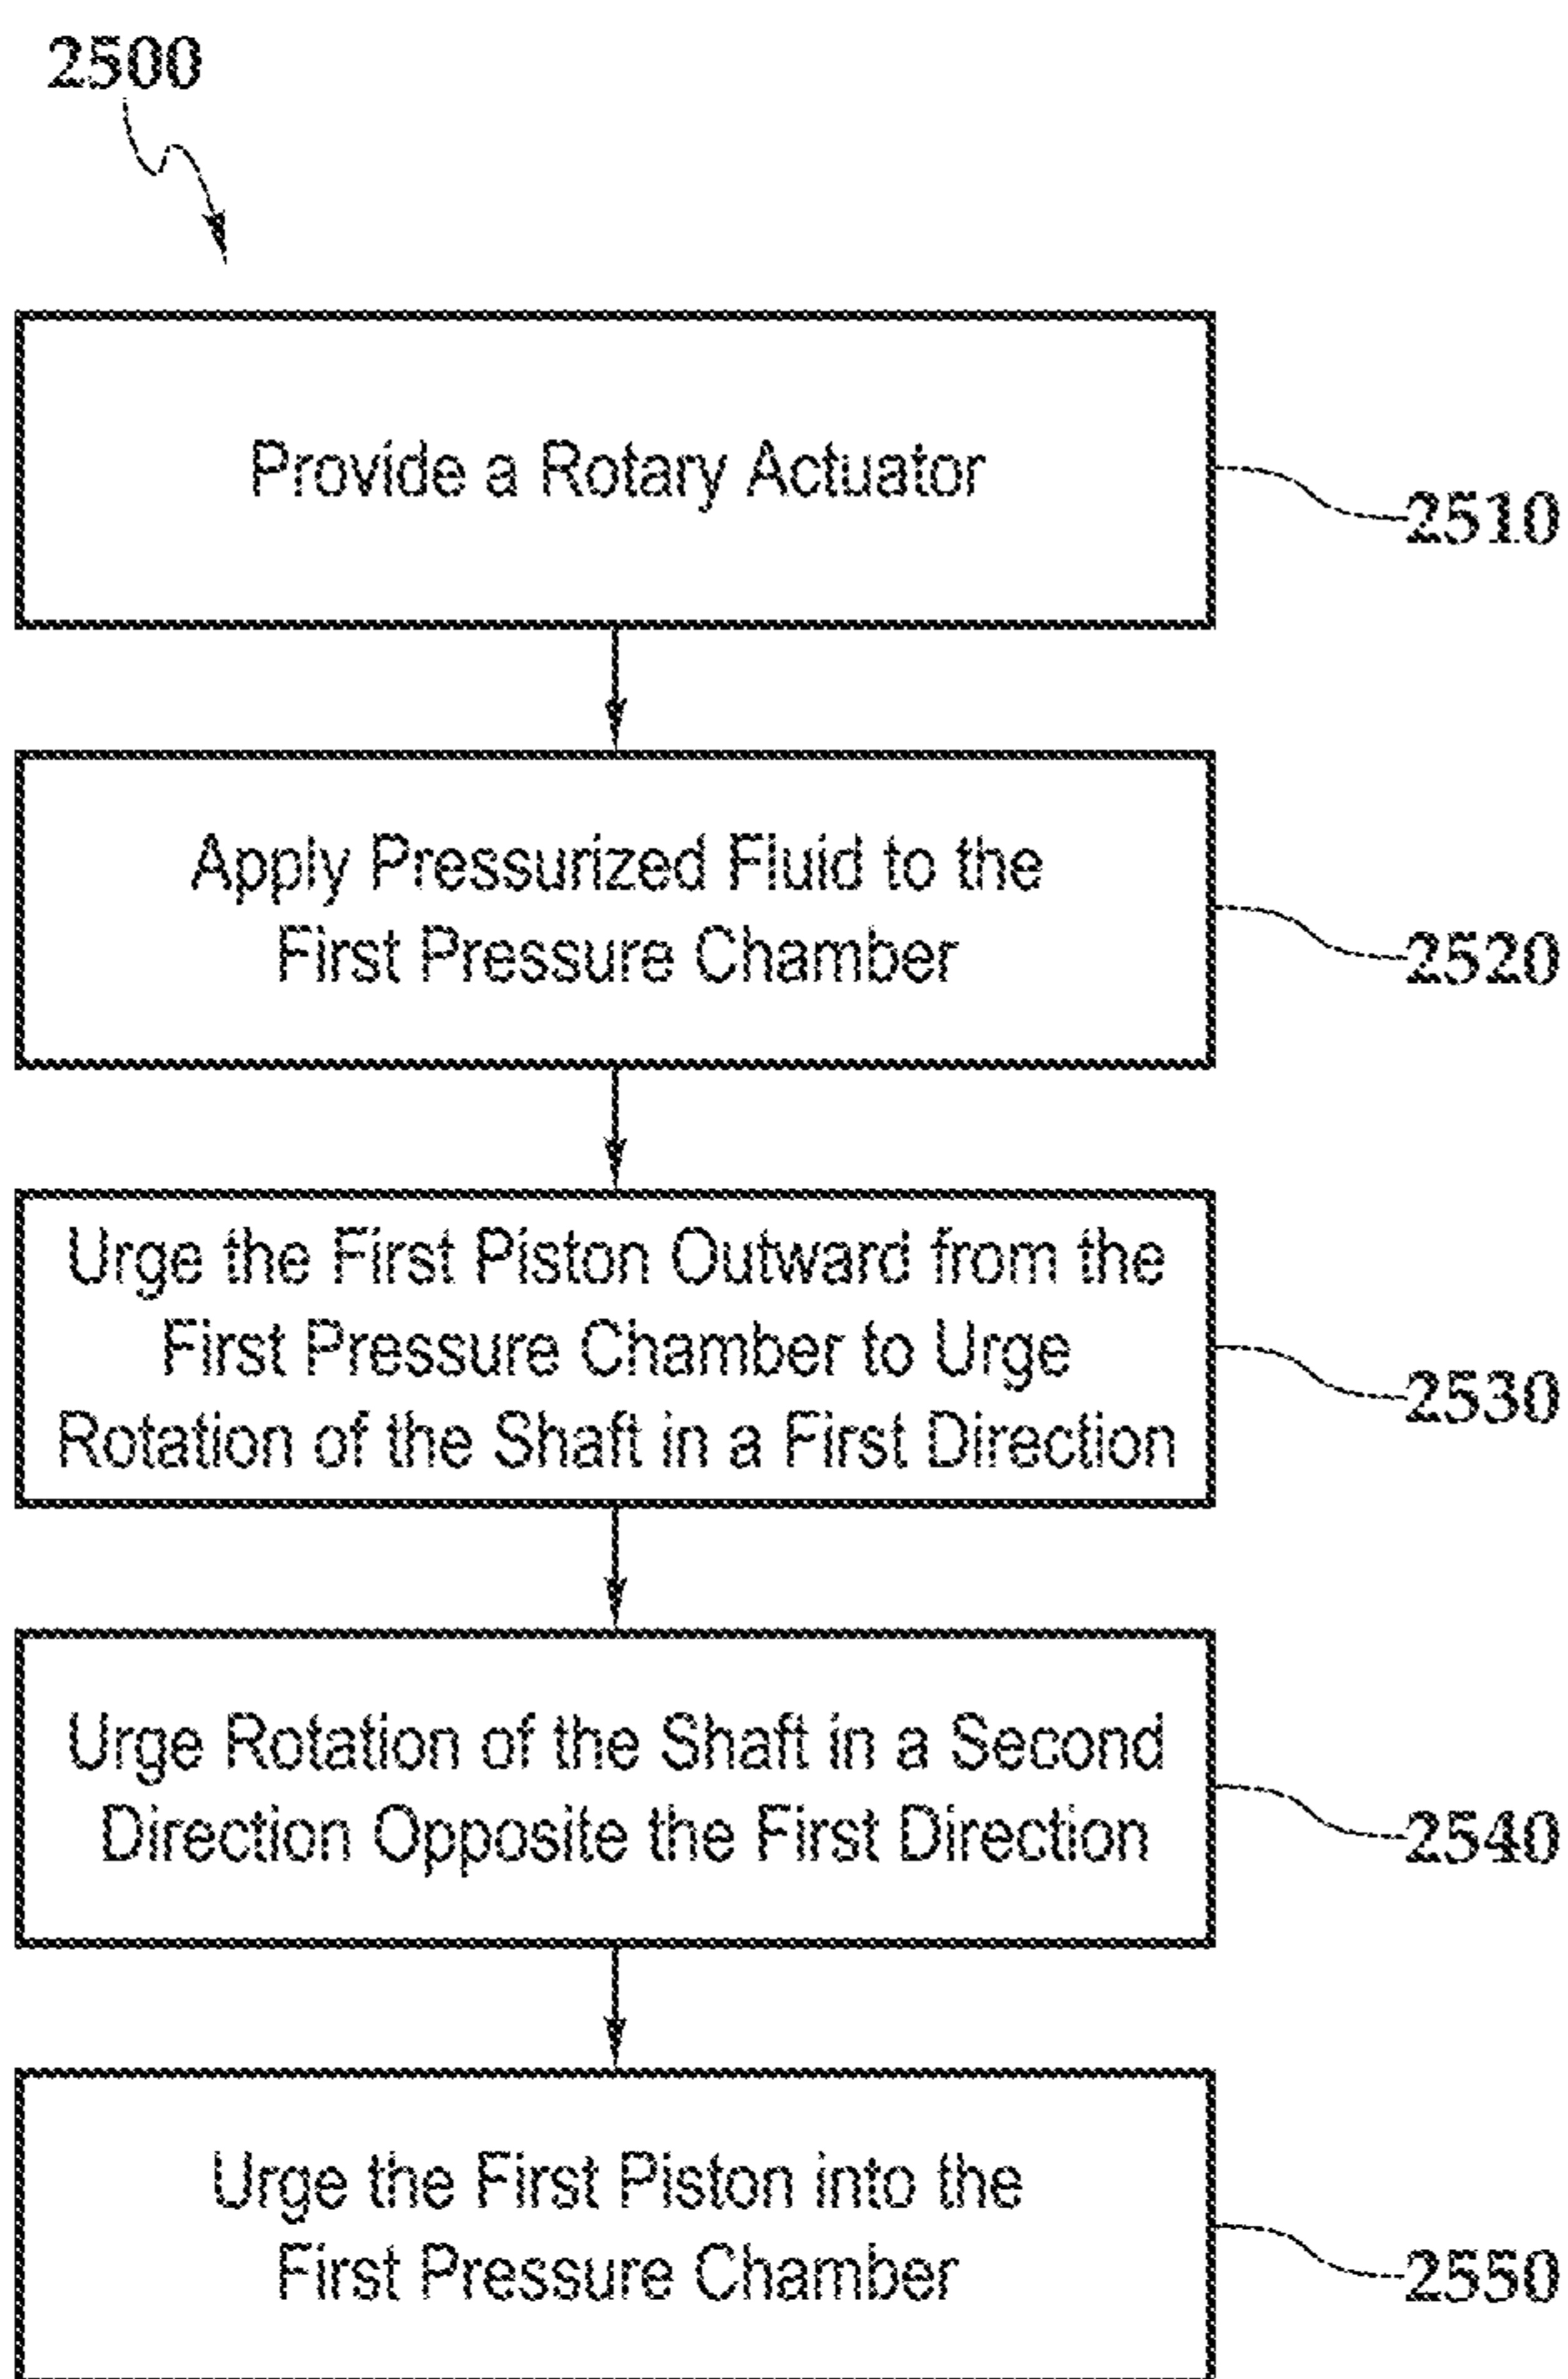 2500
Provide a Rotary Actuator
2510
Apply Pressurized Fluid to the
First Pressure Chamber
2520
Urge the First Piston Outward from the
First Pressure Chamber to Urge
Rotation of the Shaft in a First Direction
2530
Urge Rotation of the Shaft in a Second
Direction Opposite the First Direction
2540
Urge the First Piston into the
First Pressure Chamber
2550